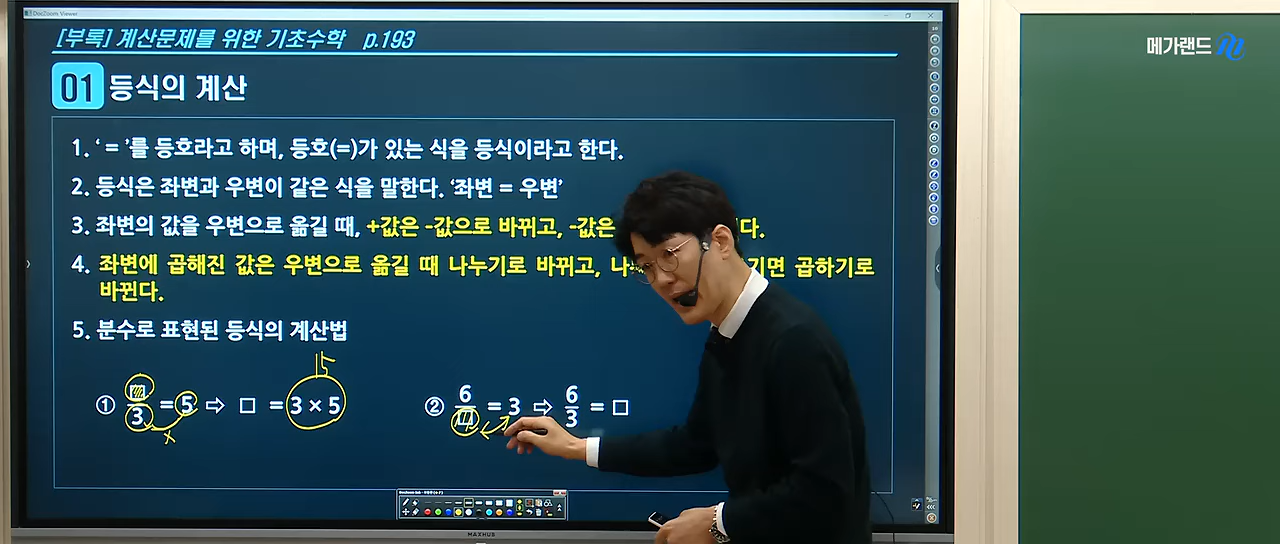 DocZoom Viewer
[부록] 계산문제를 위한 기초수학 p.193
메가랜드
01 등식의 계산
1. ‘ = ’를 등호라고 하며, 등호(=)가 있는 식을 등식이라고 한다.
2. 등식은 좌변과 우변이 같은 식을 말한다. ‘좌변 = 우변’
3. 좌변의 값을 우변으로 옮길 때, +값은 -값으로 바뀌고, -값은 다.
4. 좌변에 곱해진 값은 우변으로 옮길 때 나누기로 바뀌고, 나 기면 곱하기로
바뀐다.
5. 분수로 표현된 등식의 계산법
15
① □/3 = 5 ⇨ □ = 3 × 5 ② 6/□ = 3 ⇨ 6/3 = □
x
MAXHUB